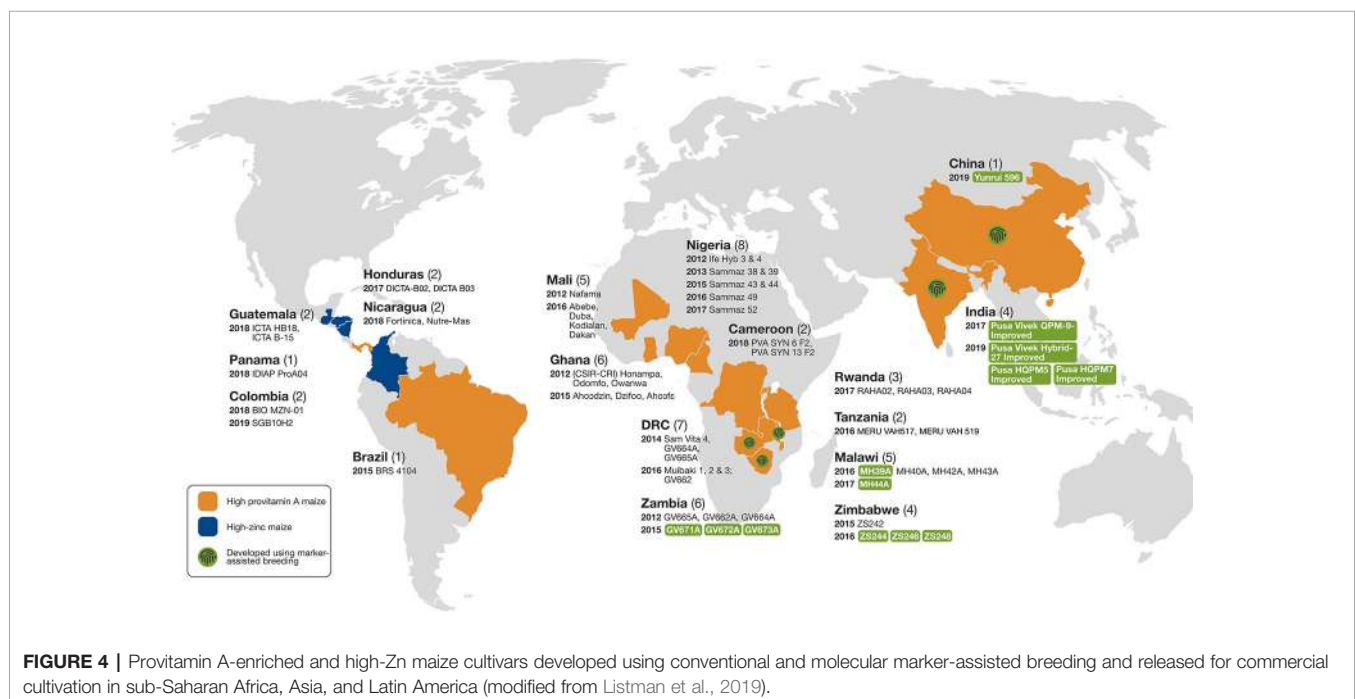 China (1)
2019 Yunrui 596
Nigeria (8)
2012 Ife Hyb 3 & 4
2013 Sammaz 38 & 39
2015 Sammaz 43 & 44
2016 Sammaz 49
2017 Sammaz 52
Honduras (2)
2017 DICTA-B02, DICTA B03
Mali (5)
2012 Nafama
2016 Abebe,
Duba,
Kodialan,
Dakan
Guatemala (2)
2018 ICTA HB18,
ICTA B-15
Nicaragua (2)
2018 Fortinica, Nutre-Mas
Cameroon (2)
2018 PVA SYN 6 F2,
PVA SYN 13 F2
India (4)
2017 Pusa Vivek QPM-9-
Improved
2019 Pusa Vivek Hybrid-
27 Improved
Pusa HQPM5
Improved
Pusa HQPM7
Improved
Panama (1)
2018 IDIAP ProA04
Ghana (6)
2012 (CSIR-CRI) Honampa,
Odomfo, Owanwa
2015 Ahoodzin, Dzifoo, Ahoofe
Rwanda (3)
2017 RAHA02, RAHA03, RAHA04
Colombia (2)
2018 BIO MZN-01
2019 SGB10H2
Tanzania (2)
2016 MERU VAH517, MERU VAH 519
DRC (7)
2014 Sam Vita 4,
GV664A,
GV665A
2016 Muibaki 1, 2 & 3;
GV662
Brazil (1)
2015 BRS 4104
Malawi (5)
2016 MH39A MH40A, MH42A, MH43A
2017 MH44A
Zambia (6)
2012 GV665A, GV662A, GV664A
2015 GV671A GV672A GV673A
Zimbabwe (4)
2015 ZS242
2016 ZS244 ZS246 ZS248
High provitamin A maize
High-zinc maize
Developed using marker-
assisted breeding
FIGURE 4 | Provitamin A-enriched and high-Zn maize cultivars developed using conventional and molecular marker-assisted breeding and released for commercial
cultivation in sub-Saharan Africa, Asia, and Latin America (modified from Listman et al., 2019).